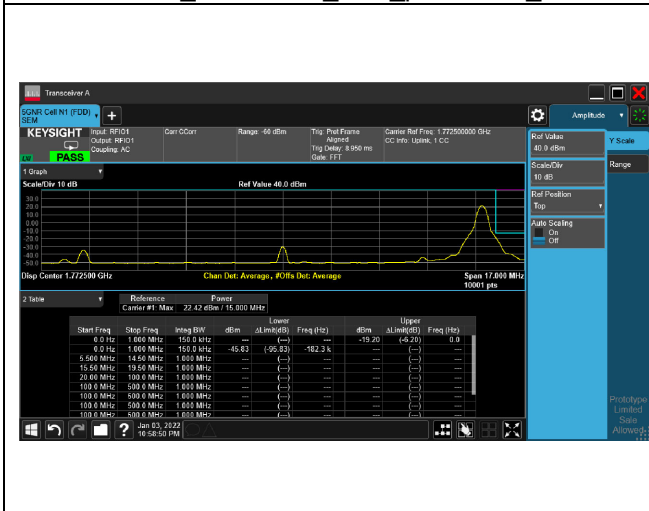 Transceiver A
5GNR Cell N1 (FDD)
SEM
Amplitude
KEYSIGHT
PASS
Input: RFIO1
Output: RFIO1
Coupling: AC
Corr CCorr
Range: -60 dBm
Trig: Prot Frame
Aligned
Trig Delay: 8.950 ms
Gate: FFT
Carrier Ref Freq: 1.772500000 GHz
CC Info: Uplink, 1 CC
Ref Value
40.0 dBm
Scale/Div
10 dB
Ref Position
Top
Auto Scaling
On
Off
Y Scale
Range
1 Graph
Scale/Div 10 dB
Ref Value 40.0 dBm
30.0
20.0
10.0
0.00
-10.0
-20.0
-30.0
-40.0
-50.0
Disp Center 1.772500 GHz
Chan Det: Average, #Offs Det: Average
Span 17.000 MHz
10001 pts
2 Table
Reference Power
Carrier #1: Max 22.42 dBm / 15.000 MHz
Lower Upper
Start Freq Stop Freq Integ BW dBm ΔLimit(dB) Freq (Hz) dBm ΔLimit(dB) Freq (Hz)
0.0 Hz 1.000 MHz 150.0 kHz --- (---) --- -19.20 (-6.20) 0.0
0.0 Hz 1.000 MHz 150.0 kHz -45.83 (-95.83) -182.3 k --- (---) ---
5.500 MHz 14.50 MHz 1.000 MHz --- (---) --- --- (---) ---
15.50 MHz 19.50 MHz 1.000 MHz --- (---) --- --- (---) ---
20.00 MHz 100.0 MHz 1.000 MHz --- (---) --- --- (---) ---
100.0 MHz 500.0 MHz 1.000 MHz --- (---) --- --- (---) ---
100.0 MHz 500.0 MHz 1.000 MHz --- (---) --- --- (---) ---
100.0 MHz 500.0 MHz 1.000 MHz --- (---) --- --- (---) ---
100.0 MHz 500.0 MHz 1.000 MHz --- (---) --- --- (---) ---
Prototype
Limited
Sale
Allowed
Jan 03, 2022
10:58:50 PM